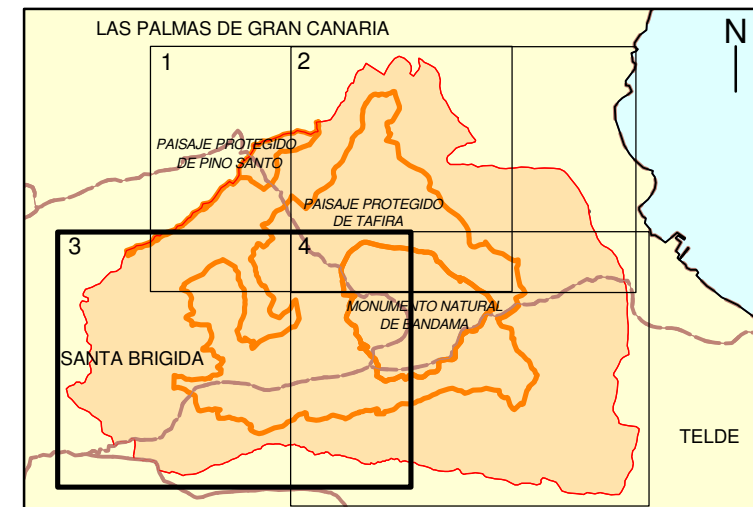 LAS PALMAS DE GRAN CANARIA
N
1
2
PAISAJE PROTEGIDO
DE PINO SANTO
PAISAJE PROTEGIDO
DE TAFIRA
3
4
MONUMENTO NATURAL
DE BANDAMA
SANTA BRIGIDA
TELDE